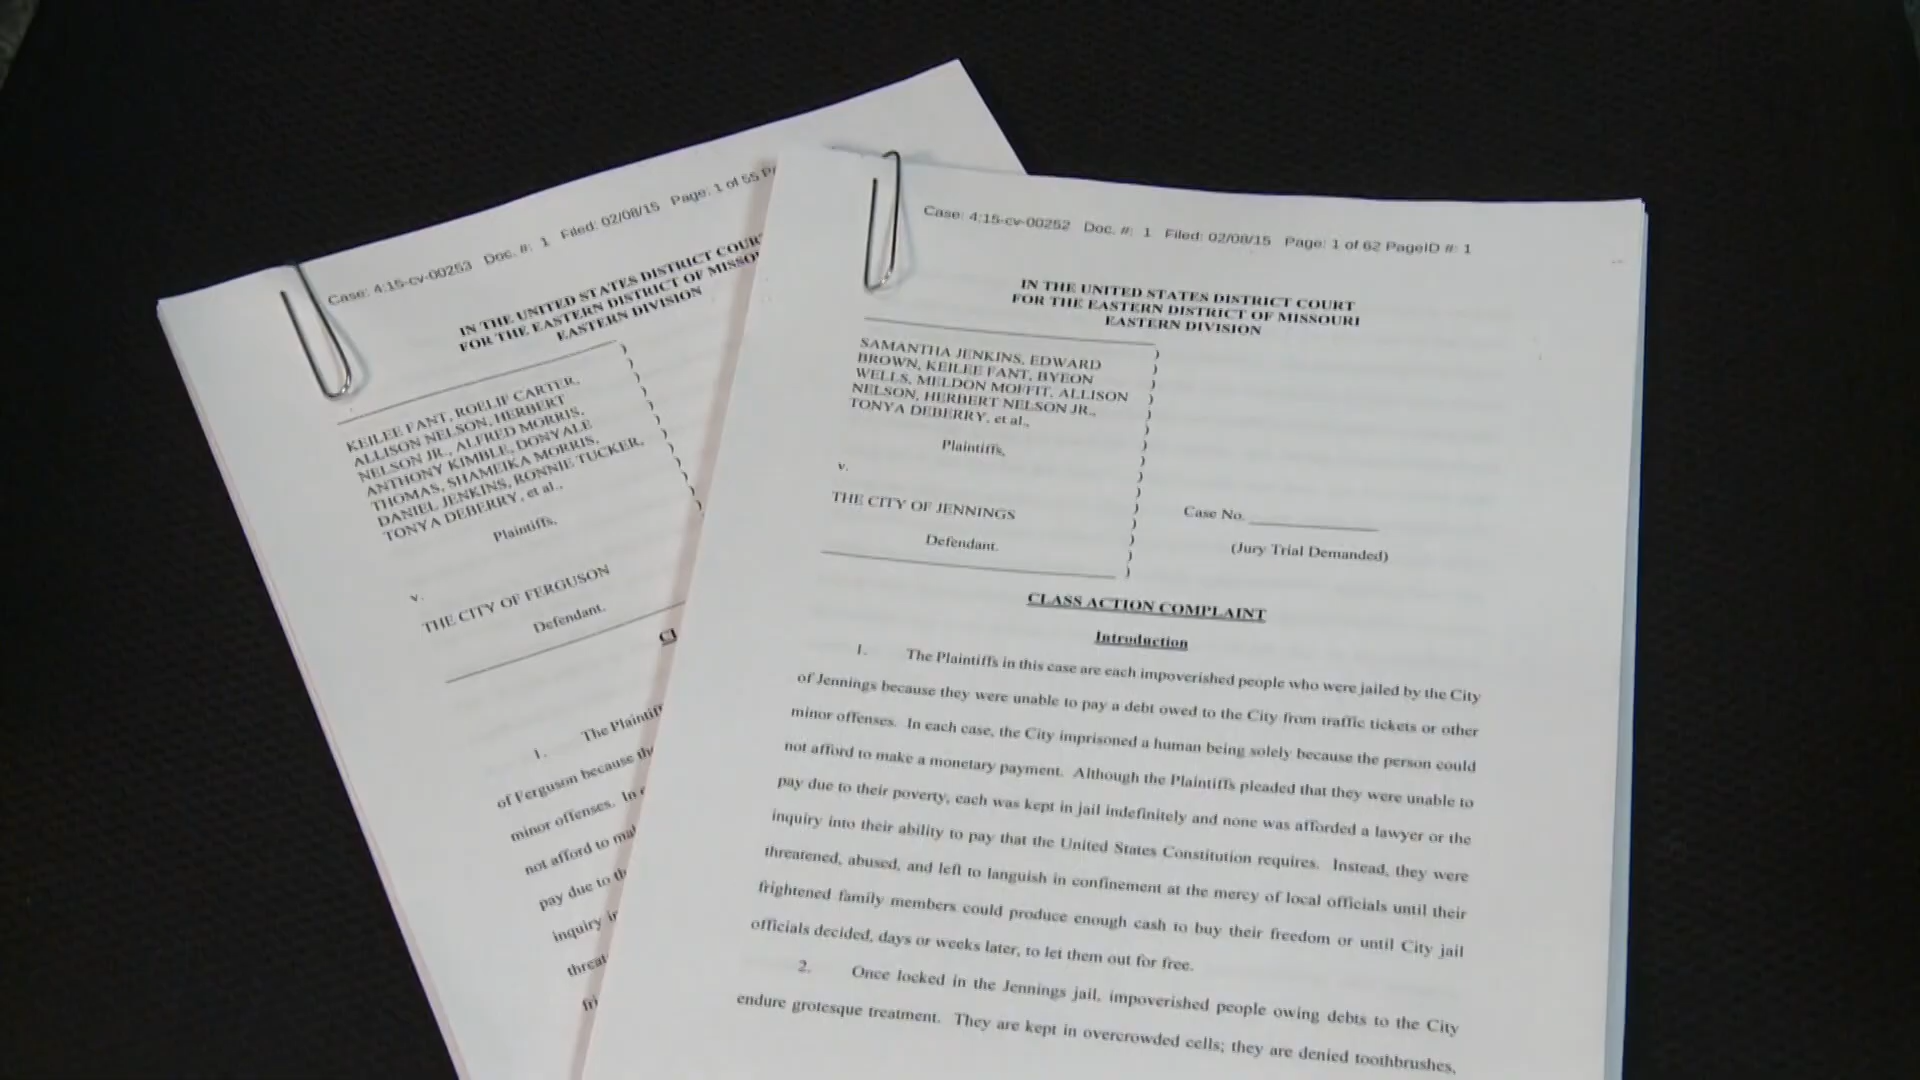 Case: 4:15-cv-00253 Doc. #: 1 Filed: 02/08/15 Page: 1 of 55
IN THE UNITED STATES DISTRICT COUR
FOR THE EASTERN DISTRICT OF MISSO
EASTERN DIVISION
KEILEE FANT, ROELIF CARTER,
ALLISON NELSON, HERBERT
NELSON JR., ALFRED MORRIS,
ANTHONY KIMBLE, DONYALE
THOMAS, SHAMEIKA MORRIS,
DANIEL JENKINS, RONNIE TUCKER,
TONYA DEBERRY, et al.,
Plaintiffs,
v.
THE CITY OF FERGUSON
Defendant.
1. The Plaintiff
of Ferguson because the
minor offenses. In e
not afford to mal
pay due to th
inquiry in
threat
fri
Case: 4:15-cv-00252 Doc. #: 1 Filed: 02/08/15 Page: 1 of 62 PageID #: 1
IN THE UNITED STATES DISTRICT COURT
FOR THE EASTERN DISTRICT OF MISSOURI
EASTERN DIVISION
SAMANTHA JENKINS, EDWARD
BROWN, KEILEE FANT, BYEON
WELLS, MELDON MOFFIT, ALLISON
NELSON, HERBERT NELSON JR.,
TONYA DEBERRY, et al.,
Plaintiffs,
v.
THE CITY OF JENNINGS
Defendant.
Case No. ______________
(Jury Trial Demanded)
CLASS ACTION COMPLAINT
Introduction
1. The Plaintiffs in this case are each impoverished people who were jailed by the City
of Jennings because they were unable to pay a debt owed to the City from traffic tickets or other
minor offenses. In each case, the City imprisoned a human being solely because the person could
not afford to make a monetary payment. Although the Plaintiffs pleaded that they were unable to
pay due to their poverty, each was kept in jail indefinitely and none was afforded a lawyer or the
inquiry into their ability to pay that the United States Constitution requires. Instead, they were
threatened, abused, and left to languish in confinement at the mercy of local officials until their
frightened family members could produce enough cash to buy their freedom or until City jail
officials decided, days or weeks later, to let them out for free.
2. Once locked in the Jennings jail, impoverished people owing debts to the City
endure grotesque treatment. They are kept in overcrowded cells; they are denied toothbrushes,